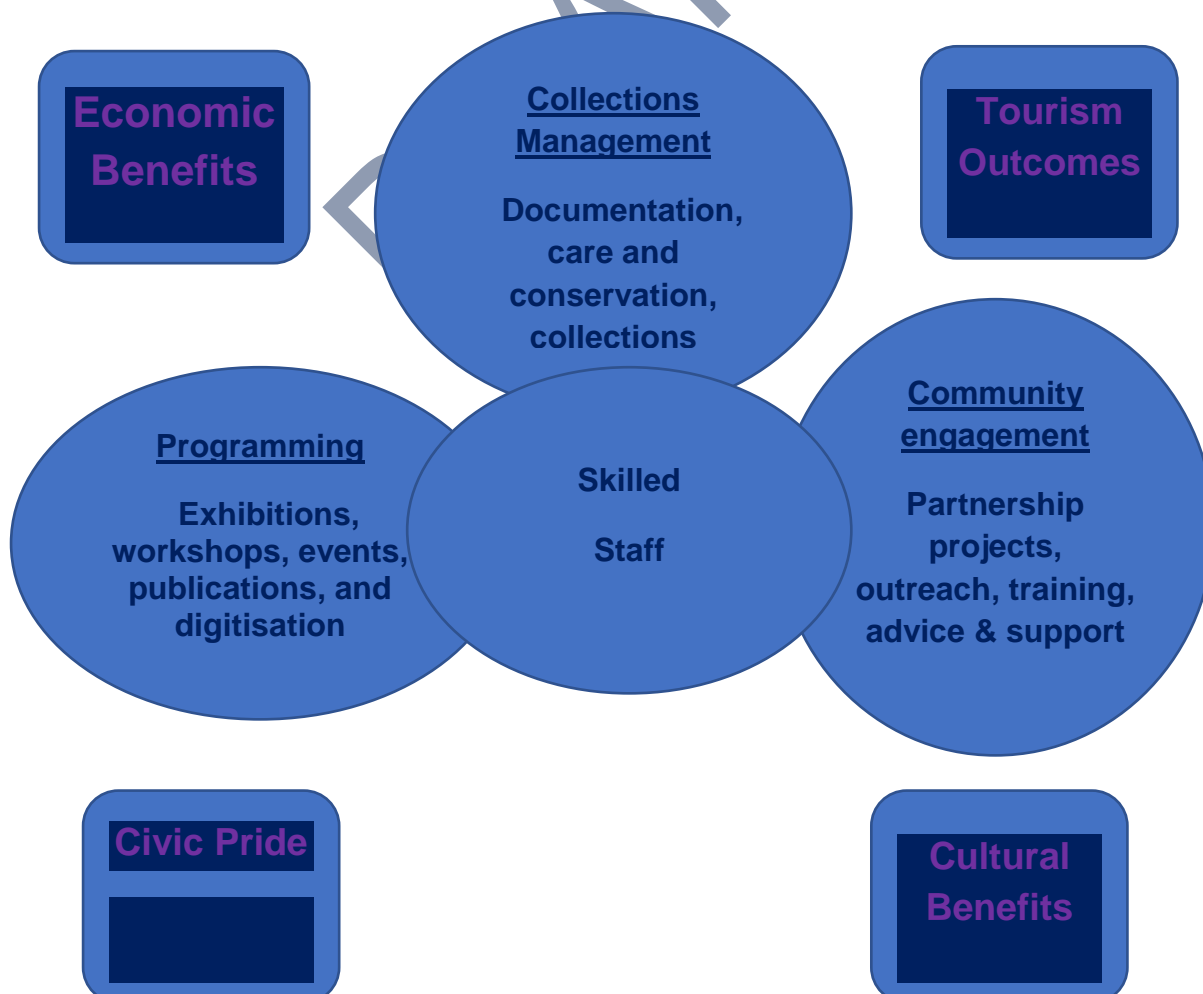 Economic
Benefits
Collections
Management
Documentation,
care and
conservation,
collections
Tourism
Outcomes
Programming
Exhibitions,
workshops, events,
publications, and
digitisation
Skilled
Staff
Community
engagement
Partnership
projects,
outreach, training,
advice & support
Civic Pride
Cultural
Benefits